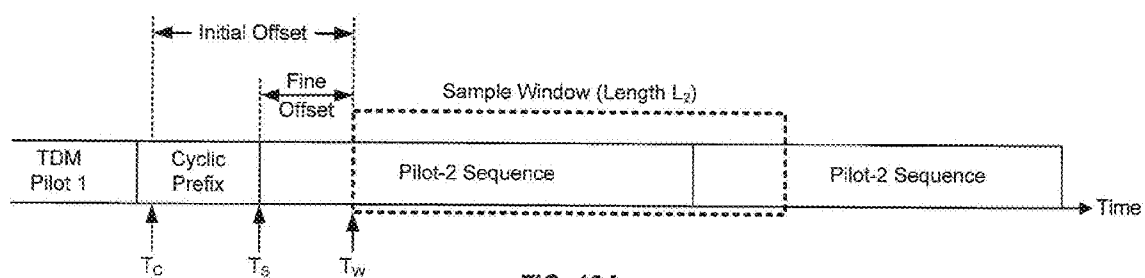 Initial Offset
Fine
Offset
Sample Window (Length L₂)
TDM
Pilot 1
Cyclic
Prefix
Pilot-2 Sequence
Pilot-2 Sequence
Time
T_C
T_S
T_W